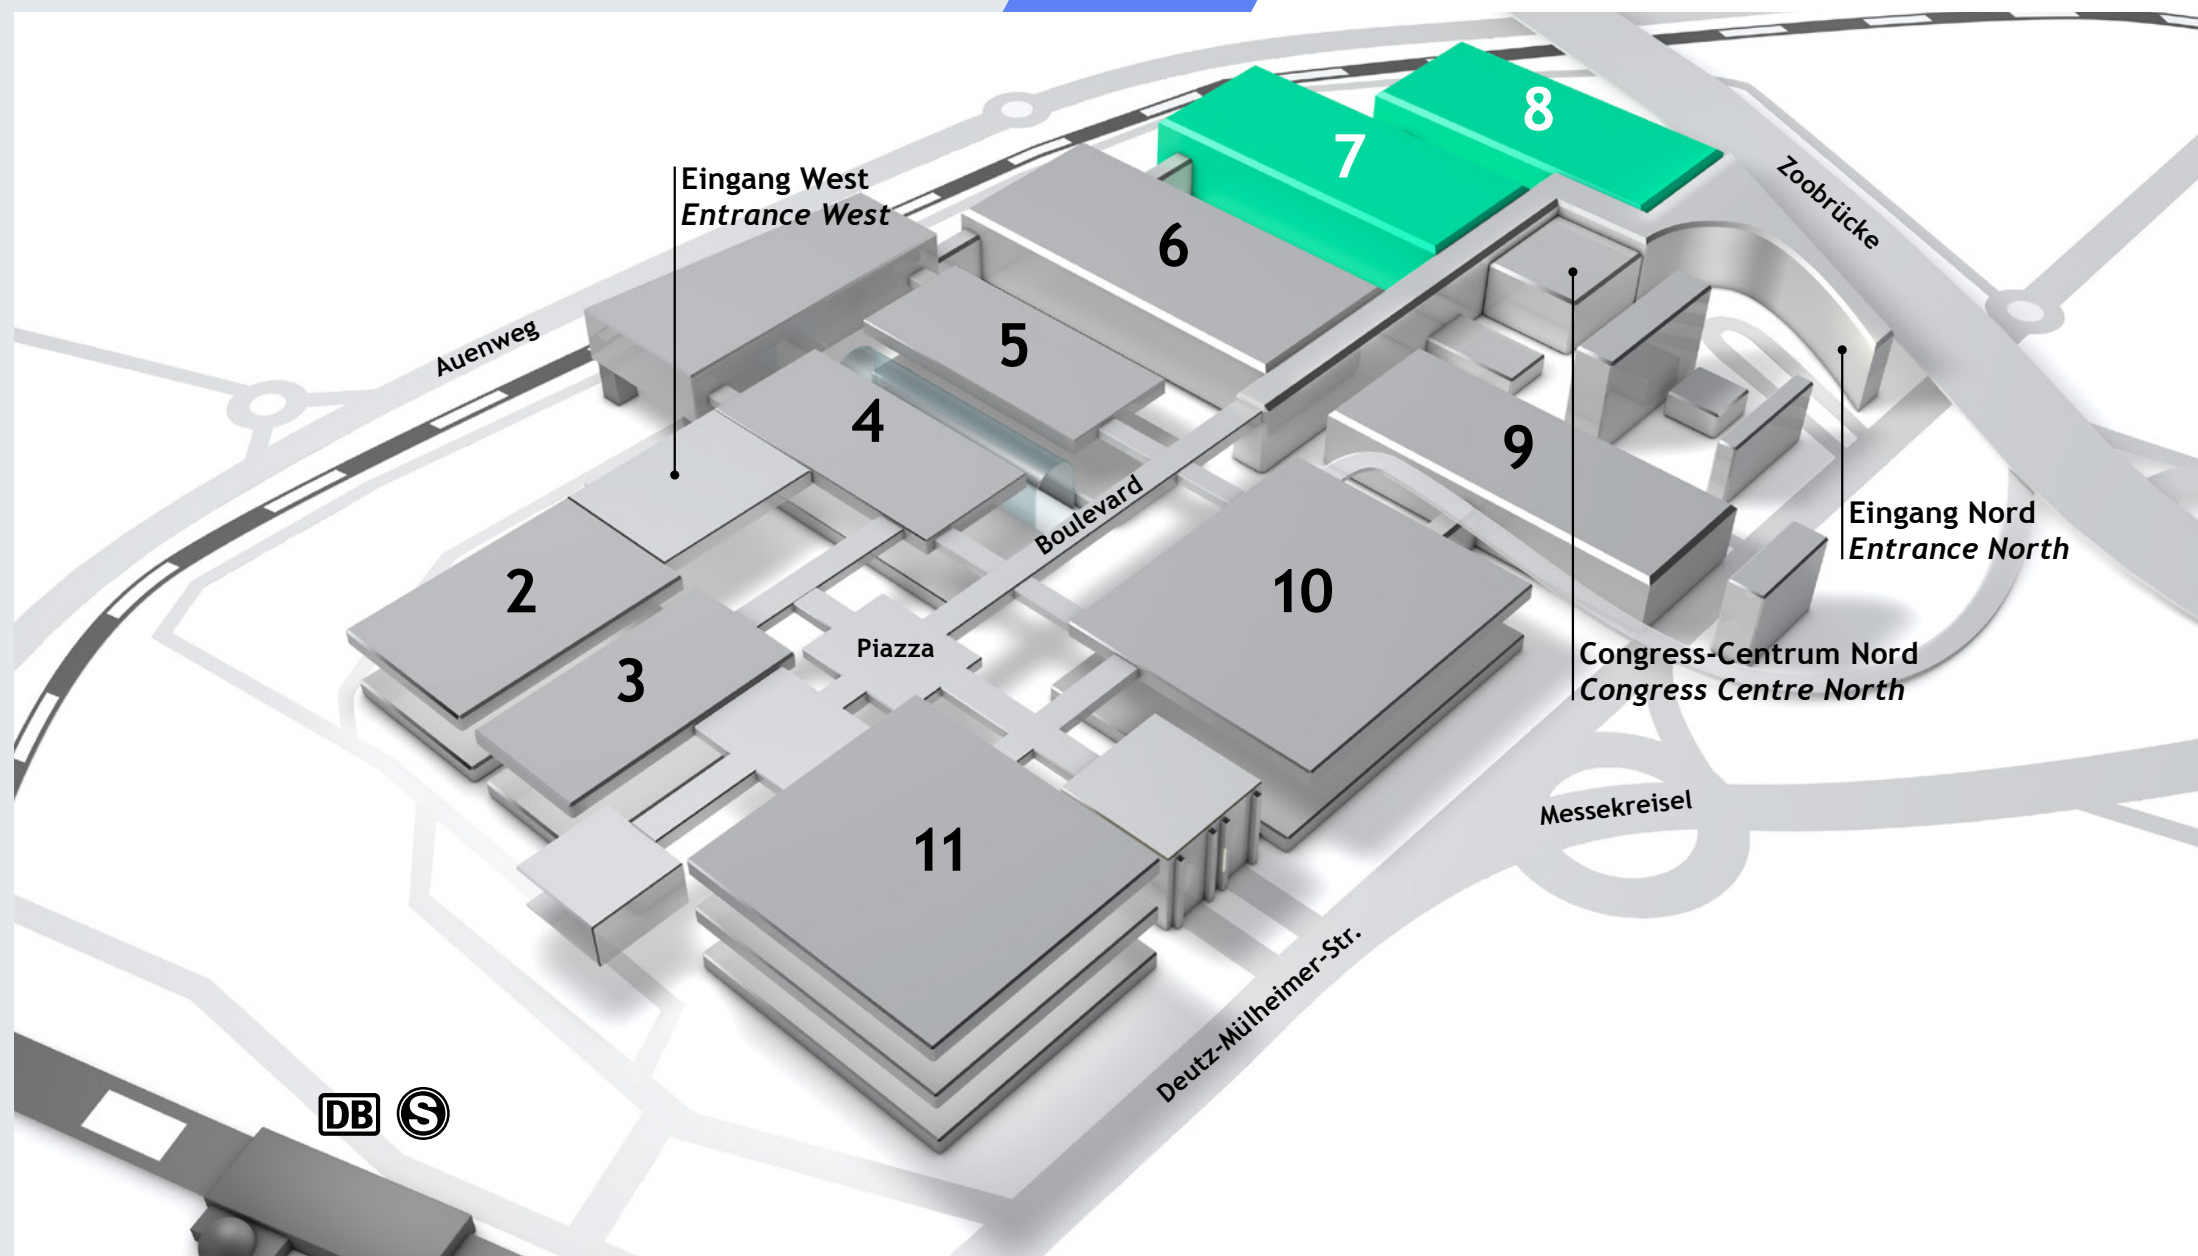 8
7
Zoobrücke
Eingang West
Entrance West
6
Auenweg
5
4
9
Boulevard
Eingang Nord
Entrance North
2
10
Piazza
3
Congress-Centrum Nord
Congress Centre North
Messekreisel
11
Deutz-Mülheimer-Str.
DB S